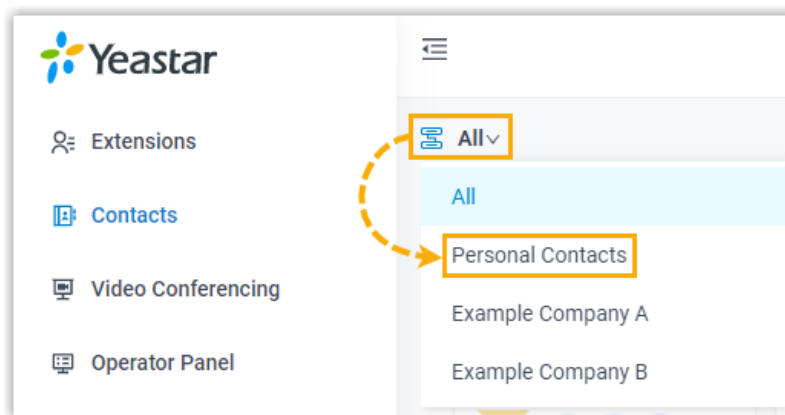 Yeastar
Extensions
Contacts
Video Conferencing
Operator Panel
All
All
Personal Contacts
Example Company A
Example Company B